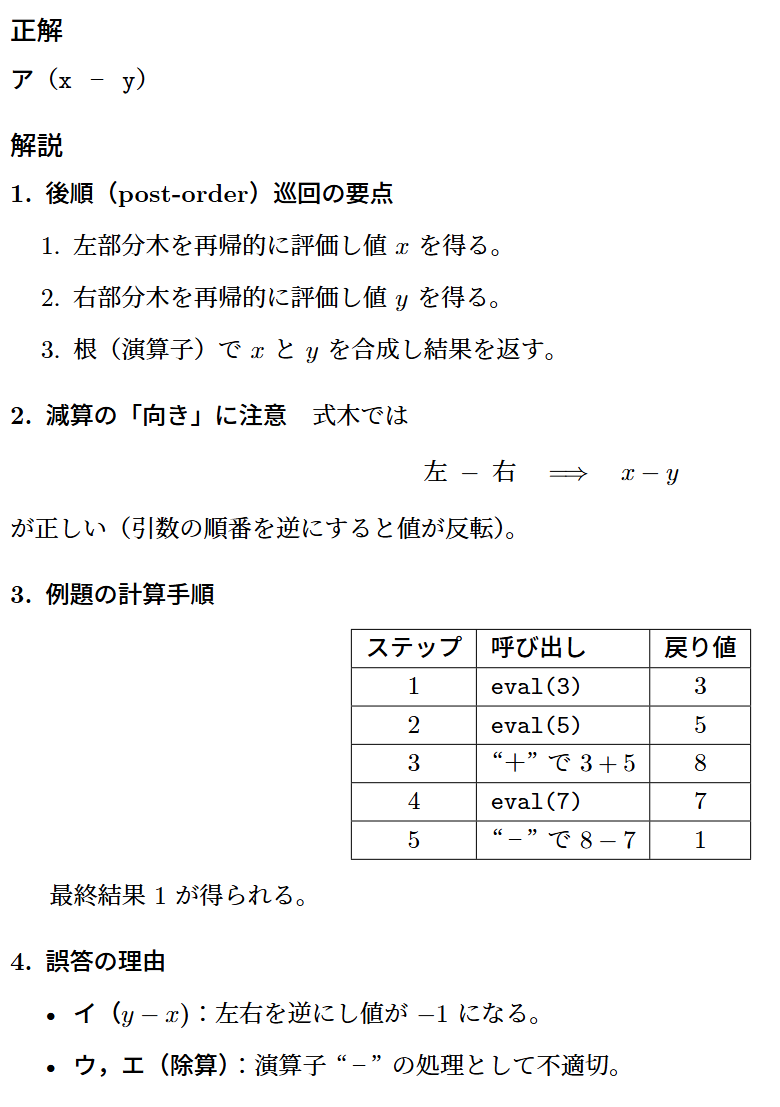 正解
ア（x - y）
解説
1. 後順（post-order）巡回の要点
1. 左部分木を再帰的に評価し値 x を得る。
2. 右部分木を再帰的に評価し値 y を得る。
3. 根（演算子）で x と y を合成し結果を返す。
2. 減算の「向き」に注意　式木では
左 − 右 ⟹ x − y
が正しい（引数の順番を逆にすると値が反転）。
3. 例題の計算手順
ステップ 呼び出し 戻り値
1 eval(3) 3
2 eval(5) 5
3 “＋” で 3 + 5 8
4 eval(7) 7
5 “−” で 8 − 7 1
最終結果 1 が得られる。
4. 誤答の理由
• イ（y − x）：左右を逆にし値が −1 になる。
• ウ，エ（除算）：演算子 “−” の処理として不適切。